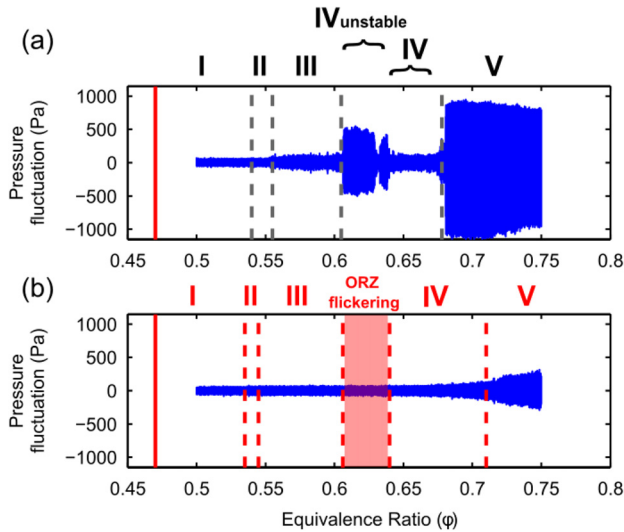 (a)
IVunstable
I II III IV V
Pressure
fluctuation (Pa)
1000
500
0
−500
−1000
0.45 0.5 0.55 0.6 0.65 0.7 0.75 0.8
(b)
I II III ORZ
flickering IV V
Pressure
fluctuation (Pa)
1000
500
0
−500
−1000
0.45 0.5 0.55 0.6 0.65 0.7 0.75 0.8
Equivalence Ratio (φ)